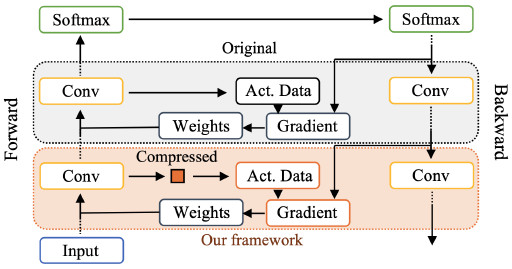 Softmax
Softmax
Original
Conv
Act. Data
Conv
Weights
Gradient
Forward
Backward
Compressed
Conv
Act. Data
Conv
Weights
Gradient
Input
Our framework